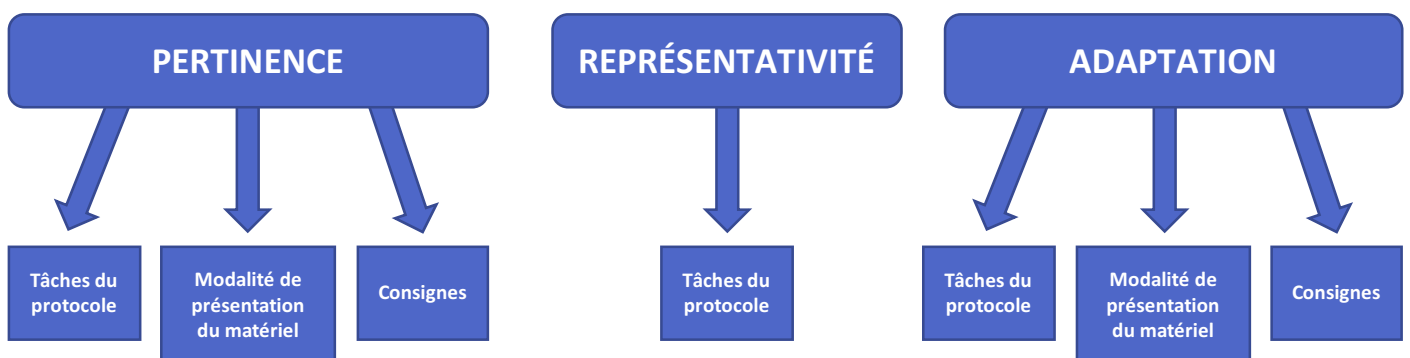 PERTINENCE
REPRÉSENTATIVITÉ
ADAPTATION
Tâches du
protocole
Modalité de
présentation
du matériel
Consignes
Tâches du
protocole
Tâches du
protocole
Modalité de
présentation
du matériel
Consignes